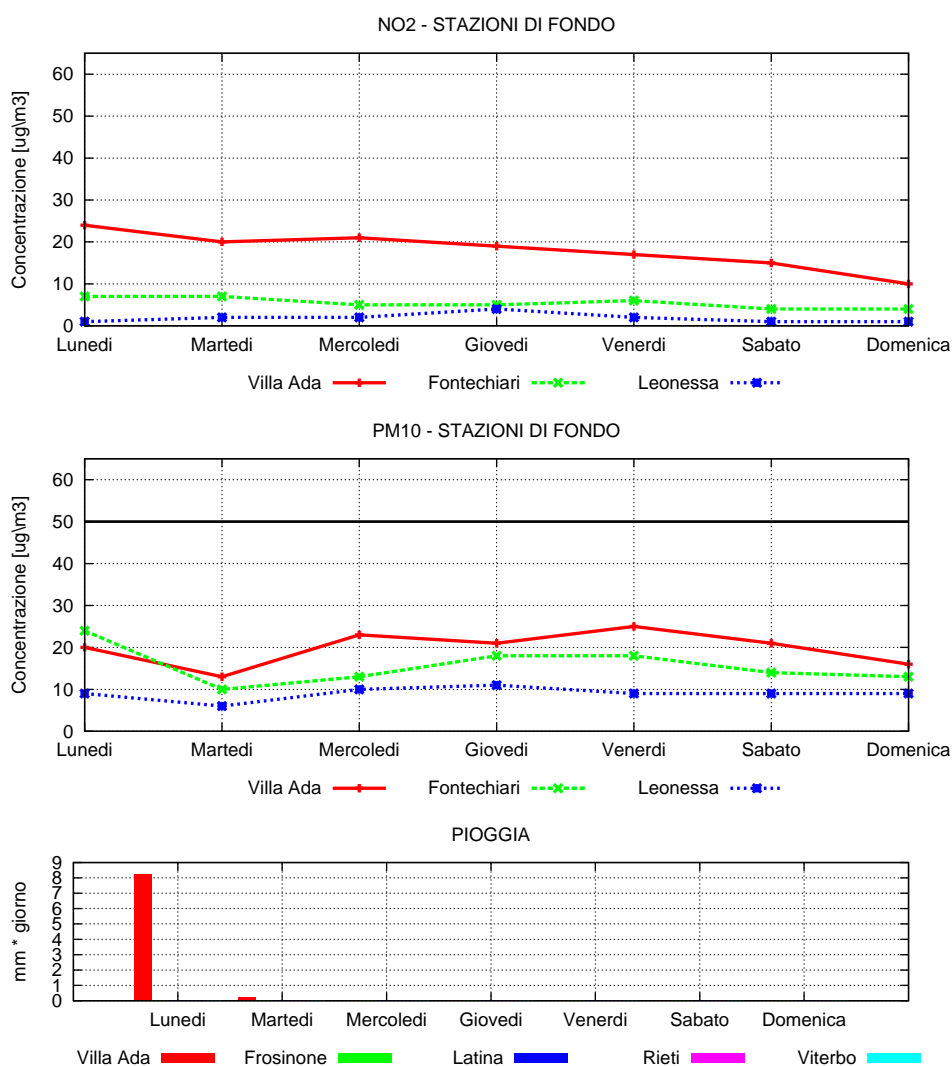 NO2 - STAZIONI DI FONDO
Concentrazione [ug\m3]
60
50
40
30
20
10
0
Lunedi Martedi Mercoledi Giovedi Venerdi Sabato Domenica
Villa Ada Fontechiari Leonessa
PM10 - STAZIONI DI FONDO
Concentrazione [ug\m3]
60
50
40
30
20
10
0
Lunedi Martedi Mercoledi Giovedi Venerdi Sabato Domenica
Villa Ada Fontechiari Leonessa
PIOGGIA
mm * giorno
9
8
7
6
5
4
3
2
1
0
Lunedi Martedi Mercoledi Giovedi Venerdi Sabato Domenica
Villa Ada Frosinone Latina Rieti Viterbo